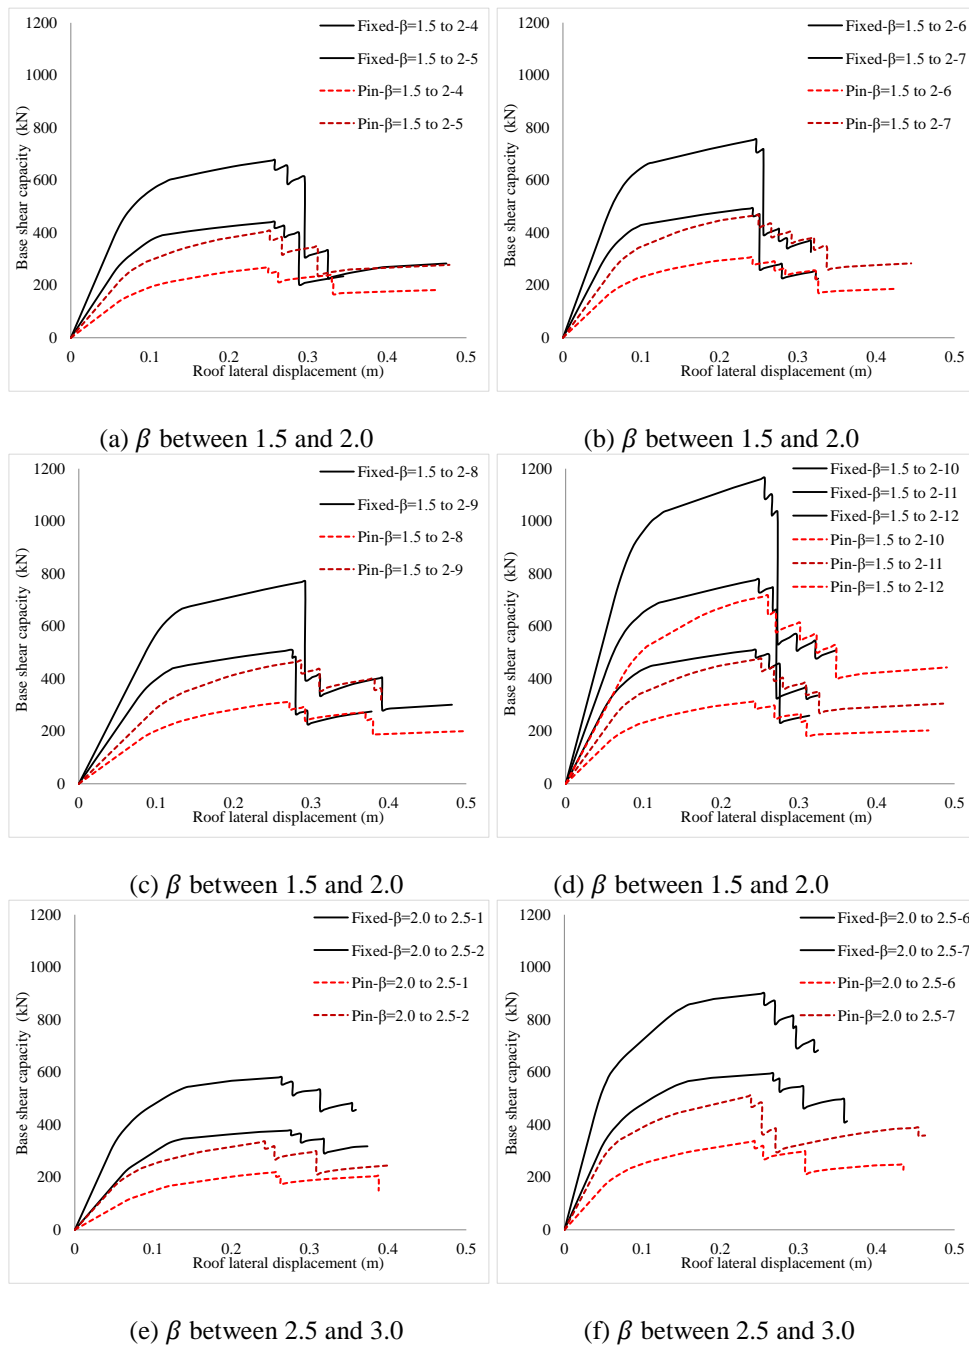 1200
1000
800
600
400
200
0
Base shear capacity (kN)
Fixed-β=1.5 to 2-4
Fixed-β=1.5 to 2-5
Pin-β=1.5 to 2-4
Pin-β=1.5 to 2-5
0 0.1 0.2 0.3 0.4 0.5
Roof lateral displacement (m)
(a) β between 1.5 and 2.0
1200
1000
800
600
400
200
0
Base shear capacity (kN)
Fixed-β=1.5 to 2-6
Fixed-β=1.5 to 2-7
Pin-β=1.5 to 2-6
Pin-β=1.5 to 2-7
0 0.1 0.2 0.3 0.4 0.5
Roof lateral displacement (m)
(b) β between 1.5 and 2.0
1200
1000
800
600
400
200
0
Base shear capacity (kN)
Fixed-β=1.5 to 2-8
Fixed-β=1.5 to 2-9
Pin-β=1.5 to 2-8
Pin-β=1.5 to 2-9
0 0.1 0.2 0.3 0.4 0.5
Roof lateral displacement (m)
(c) β between 1.5 and 2.0
1200
1000
800
600
400
200
0
Base shear capacity (kN)
Fixed-β=1.5 to 2-10
Fixed-β=1.5 to 2-11
Fixed-β=1.5 to 2-12
Pin-β=1.5 to 2-10
Pin-β=1.5 to 2-11
Pin-β=1.5 to 2-12
0 0.1 0.2 0.3 0.4 0.5
Roof lateral displacement (m)
(d) β between 1.5 and 2.0
1200
1000
800
600
400
200
0
Base shear capacity (kN)
Fixed-β=2.0 to 2.5-1
Fixed-β=2.0 to 2.5-2
Pin-β=2.0 to 2.5-1
Pin-β=2.0 to 2.5-2
0 0.1 0.2 0.3 0.4 0.5
Roof lateral displacement (m)
(e) β between 2.5 and 3.0
1200
1000
800
600
400
200
0
Base shear capacity (kN)
Fixed-β=2.0 to 2.5-6
Fixed-β=2.0 to 2.5-7
Pin-β=2.0 to 2.5-6
Pin-β=2.0 to 2.5-7
0 0.1 0.2 0.3 0.4 0.5
Roof lateral displacement (m)
(f) β between 2.5 and 3.0